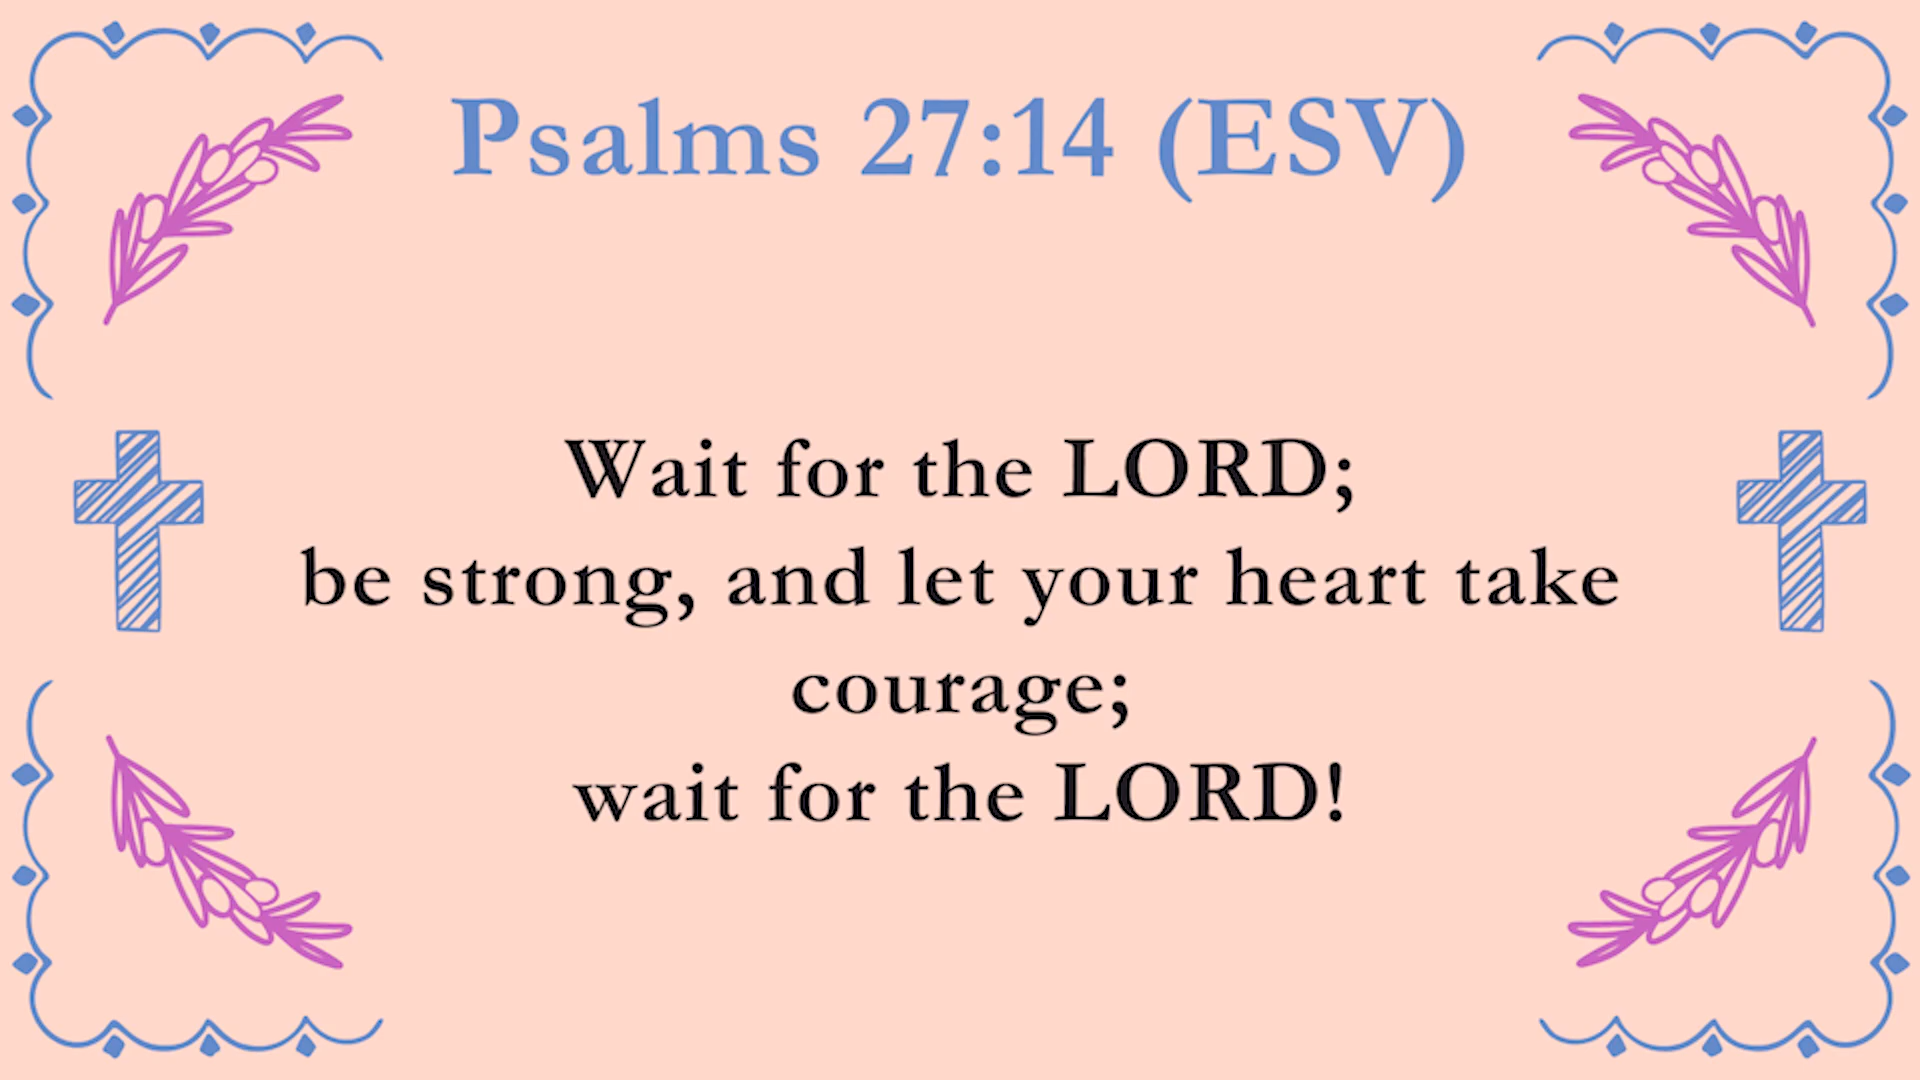 Psalms 27:14 (ESV)
Wait for the LORD;
be strong, and let your heart take
courage;
wait for the LORD!